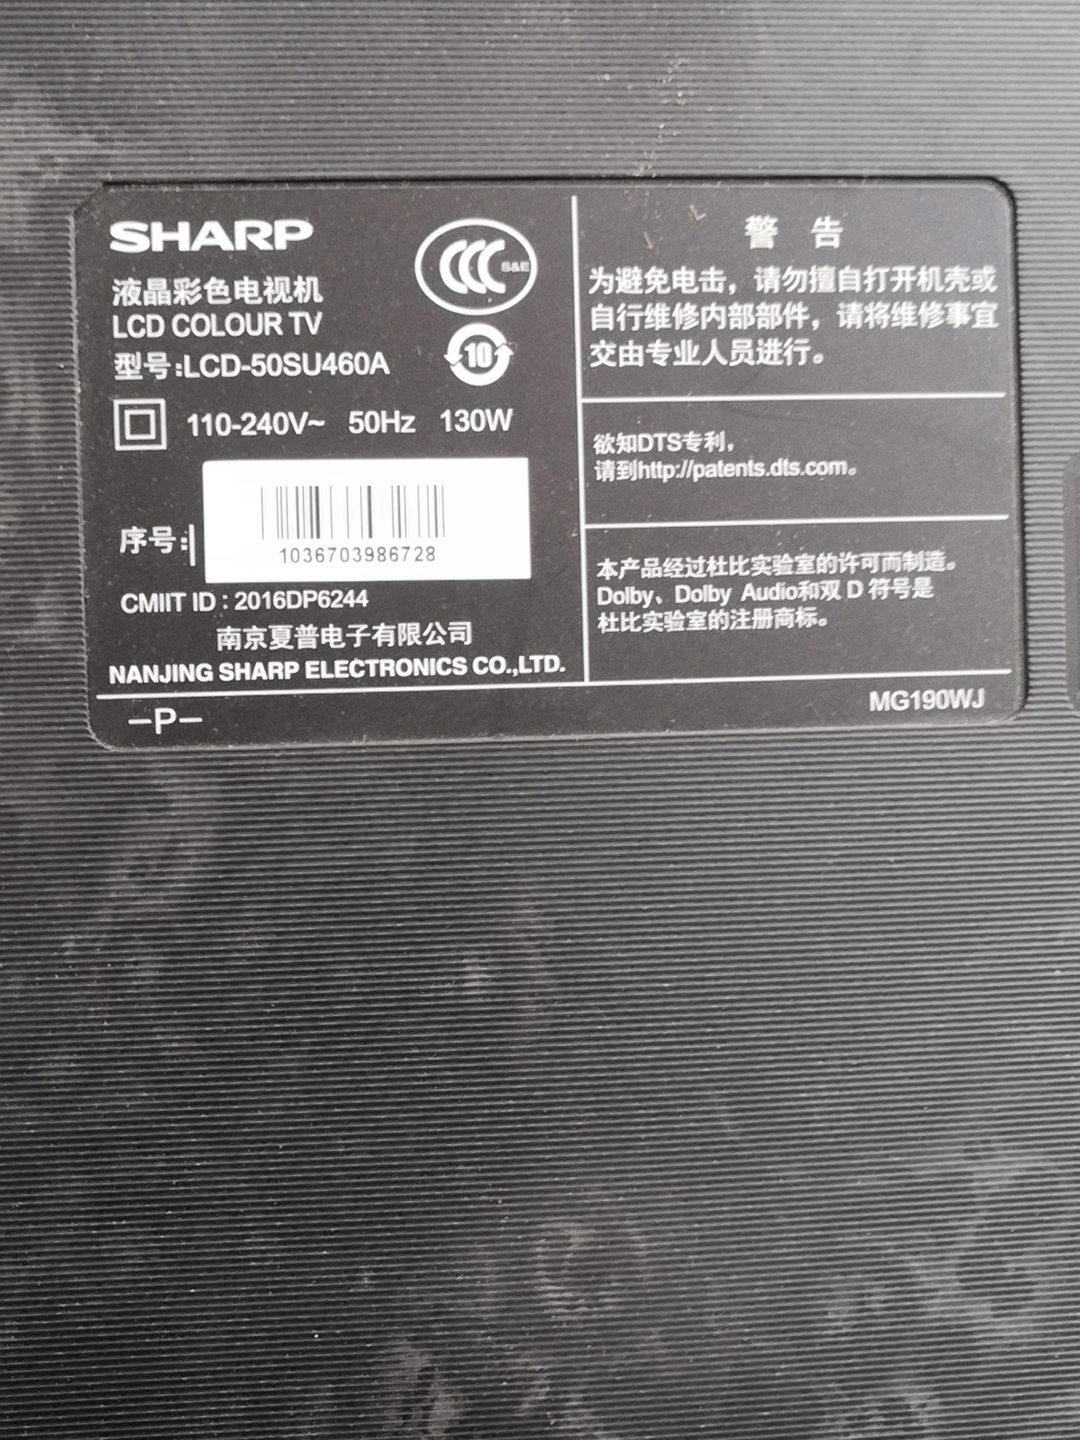 SHARP
液晶彩色电视机
LCD COLOUR TV
型号:LCD-50SU460A
S&E
10
110-240V~ 50Hz 130W
序号:
1036703986728
CMIIT ID : 2016DP6244
南京夏普电子有限公司
NANJING SHARP ELECTRONICS CO.,LTD.
–P–
警 告
为避免电击，请勿擅自打开机壳或
自行维修内部部件，请将维修事宜
交由专业人员进行。
欲知DTS专利，
请到http://patents.dts.com。
本产品经过杜比实验室的许可而制造。
Dolby、Dolby Audio和双 D 符号是
杜比实验室的注册商标。
MG190WJ